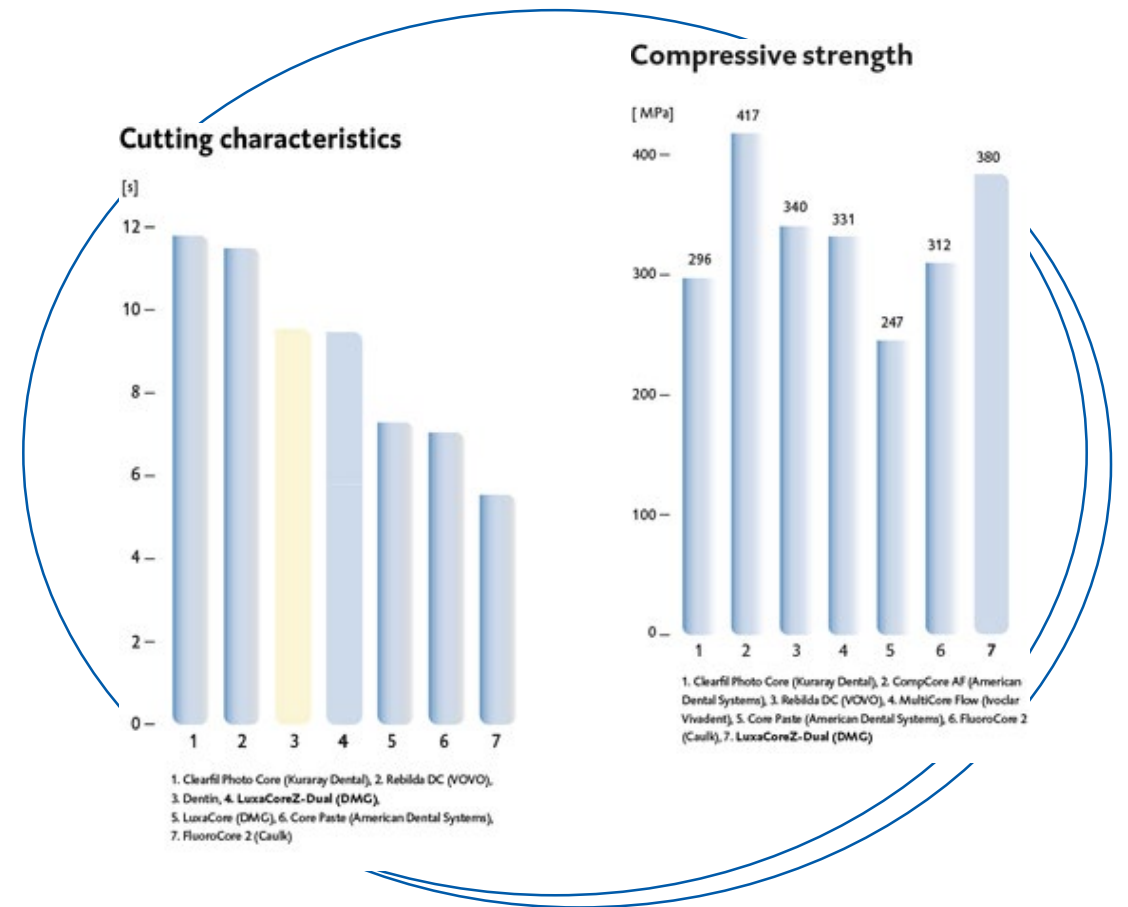 Compressive strength
[ MPa]
417
400
380
340
331
312
300
296
247
200
100
0
1 2 3 4 5 6 7
1. Clearfil Photo Core (Kuraray Dental), 2. CompCore AF (American
Dental Systems), 3. Rebilda DC (VOVO), 4. MultiCore Flow (Ivoclar
Vivadent), 5. Core Paste (American Dental Systems), 6. FluoroCore 2
(Caulk), 7. LuxaCoreZ-Dual (DMG)
Cutting characteristics
[s]
12
10
8
6
4
2
0
1 2 3 4 5 6 7
1. Clearfil Photo Core (Kuraray Dental), 2. Rebilda DC (VOVO),
3. Dentin, 4. LuxaCoreZ-Dual (DMG),
5. LuxaCore (DMG), 6. Core Paste (American Dental Systems),
7. FluoroCore 2 (Caulk)